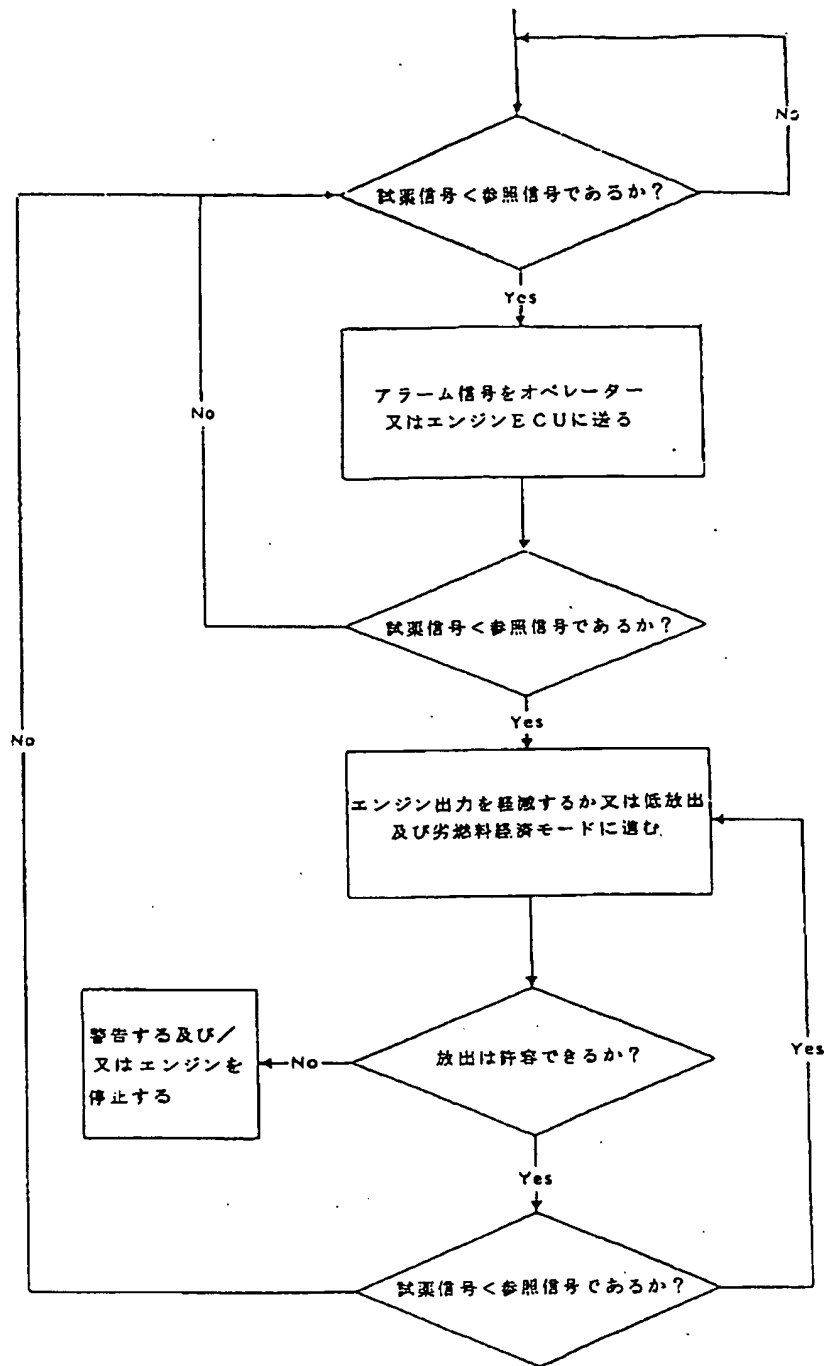 No
試薬信号<参照信号であるか?
Yes
アラーム信号をオペレーター
又はエンジンECUに送る
No
試薬信号<参照信号であるか?
Yes
No
エンジン出力を軽減するか又は低放出
及び劣燃料経済モードに進む
放出は許容できるか?
No
警告する及び/
又はエンジンを
停止する
Yes
Yes
試薬信号<参照信号であるか?